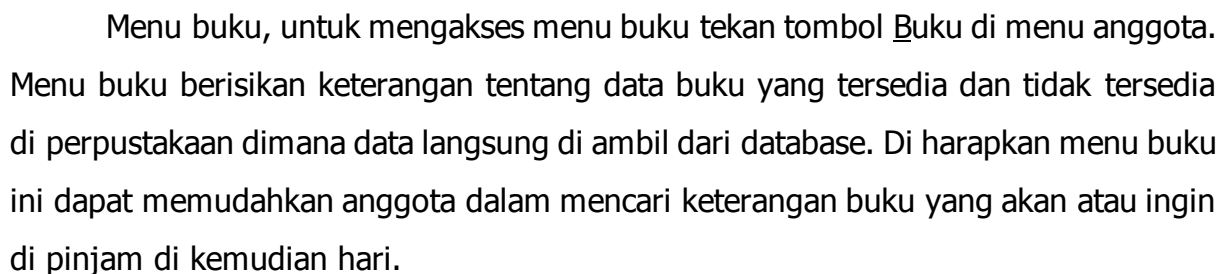 Menu buku, untuk mengakses menu buku tekan tombol Buku di menu anggota.
Menu buku berisikan keterangan tentang data buku yang tersedia dan tidak tersedia
di perpustakaan dimana data langsung di ambil dari database. Di harapkan menu buku
ini dapat memudahkan anggota dalam mencari keterangan buku yang akan atau ingin
di pinjam di kemudian hari.